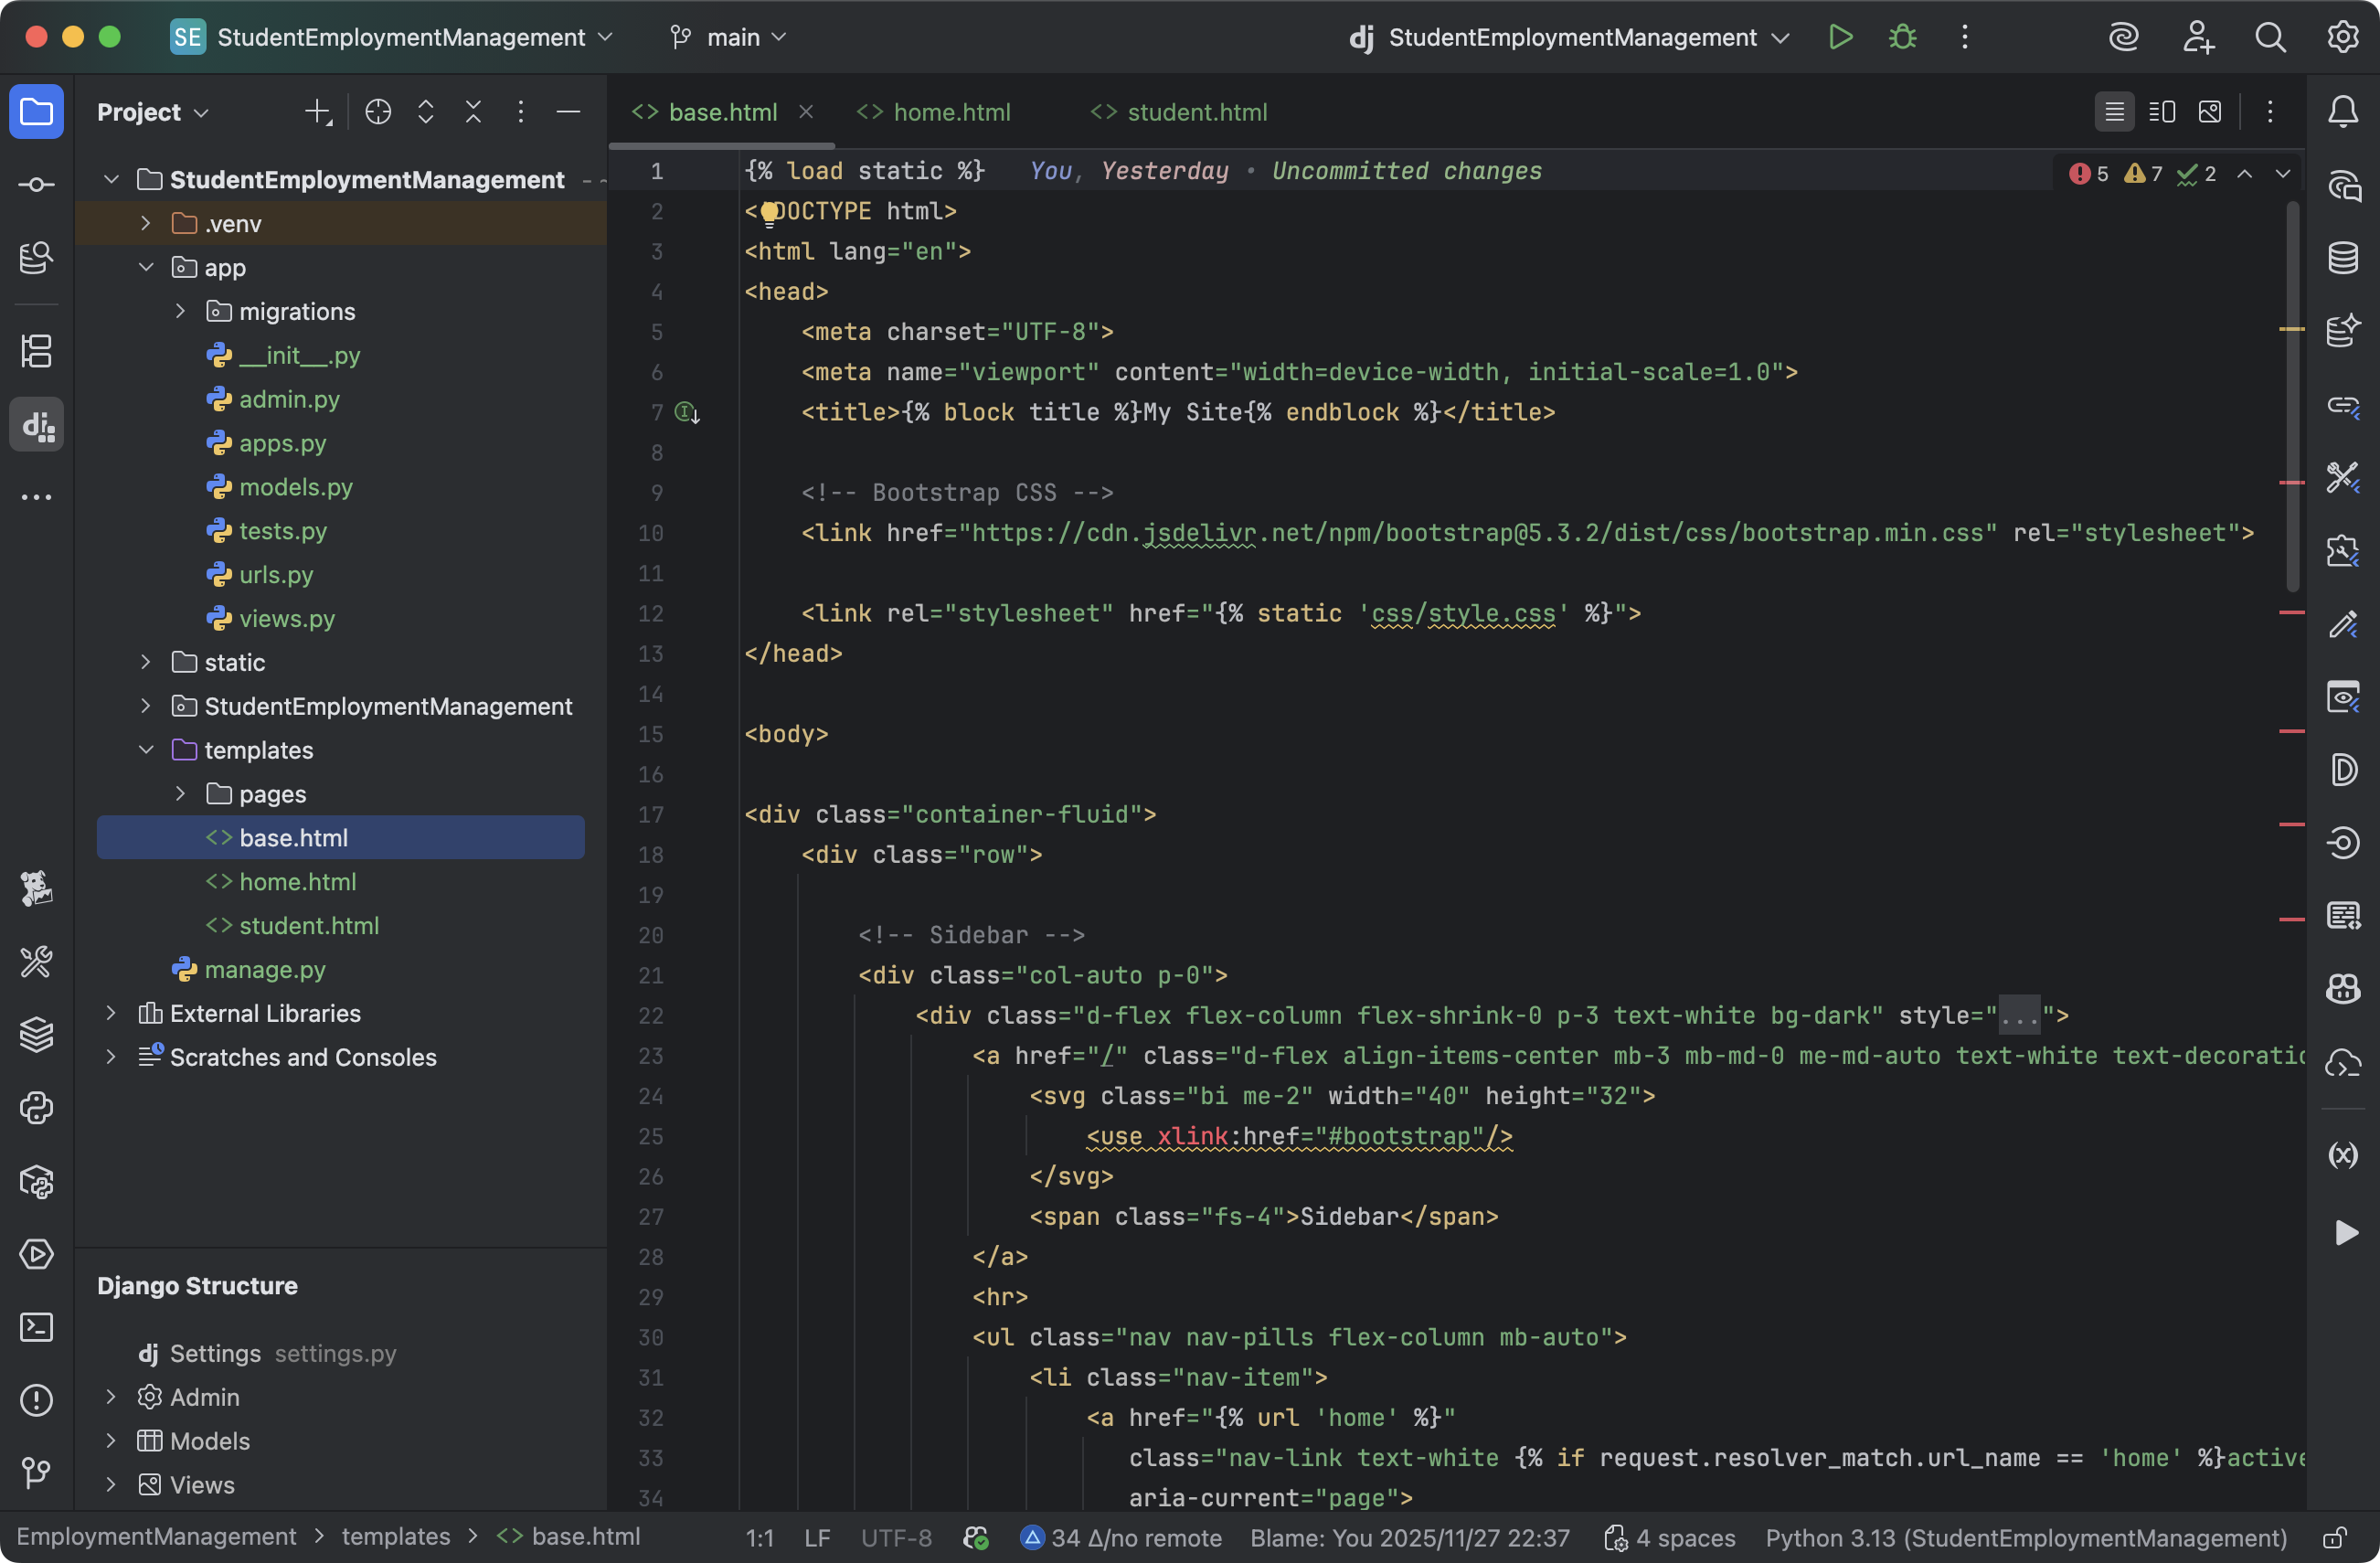 SE StudentEmploymentManagement main dj StudentEmploymentManagement
Project
StudentEmploymentManagement
.venv
app
migrations
__init__.py
admin.py
apps.py
models.py
tests.py
urls.py
views.py
static
StudentEmploymentManagement
templates
pages
base.html
home.html
student.html
manage.py
External Libraries
Scratches and Consoles
Django Structure
dj Settings settings.py
Admin
Models
Views
base.html home.html student.html
5 7 2
1 {% load static %} You, Yesterday • Uncommitted changes
2 <!DOCTYPE html>
3 <html lang="en">
4 <head>
5 <meta charset="UTF-8">
6 <meta name="viewport" content="width=device-width, initial-scale=1.0">
7 <title>{% block title %}My Site{% endblock %}</title>
8
9 <!-- Bootstrap CSS -->
10 <link href="https://cdn.jsdelivr.net/npm/bootstrap@5.3.2/dist/css/bootstrap.min.css" rel="stylesheet">
11
12 <link rel="stylesheet" href="{% static 'css/style.css' %}">
13 </head>
14
15 <body>
16
17 <div class="container-fluid">
18 <div class="row">
19
20 <!-- Sidebar -->
21 <div class="col-auto p-0">
22 <div class="d-flex flex-column flex-shrink-0 p-3 text-white bg-dark" style="...">
23 <a href="/" class="d-flex align-items-center mb-3 mb-md-0 me-md-auto text-white text-decoratio
24 <svg class="bi me-2" width="40" height="32">
25 <use xlink:href="#bootstrap"/>
26 </svg>
27 <span class="fs-4">Sidebar</span>
28 </a>
29 <hr>
30 <ul class="nav nav-pills flex-column mb-auto">
31 <li class="nav-item">
32 <a href="{% url 'home' %}"
33 class="nav-link text-white {% if request.resolver_match.url_name == 'home' %}active
34 aria-current="page">
EmploymentManagement > templates > base.html 1:1 LF UTF-8 34 Δ/no remote Blame: You 2025/11/27 22:37 4 spaces Python 3.13 (StudentEmploymentManagement)